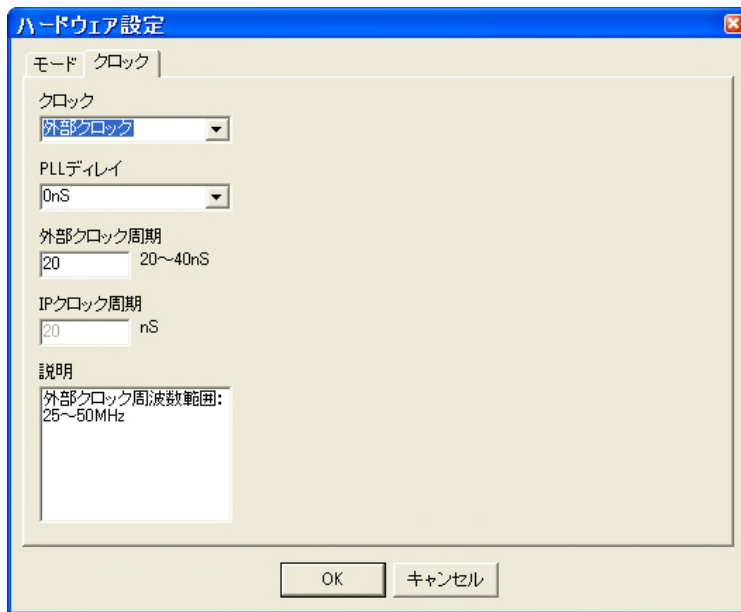 ハードウェア設定
モード クロック
クロック
外部クロック
PLLディレイ
0nS
外部クロック周期
20 20～40nS
IPクロック周期
20 nS
説明
外部クロック周波数範囲:
25～50MHz
OK キャンセル